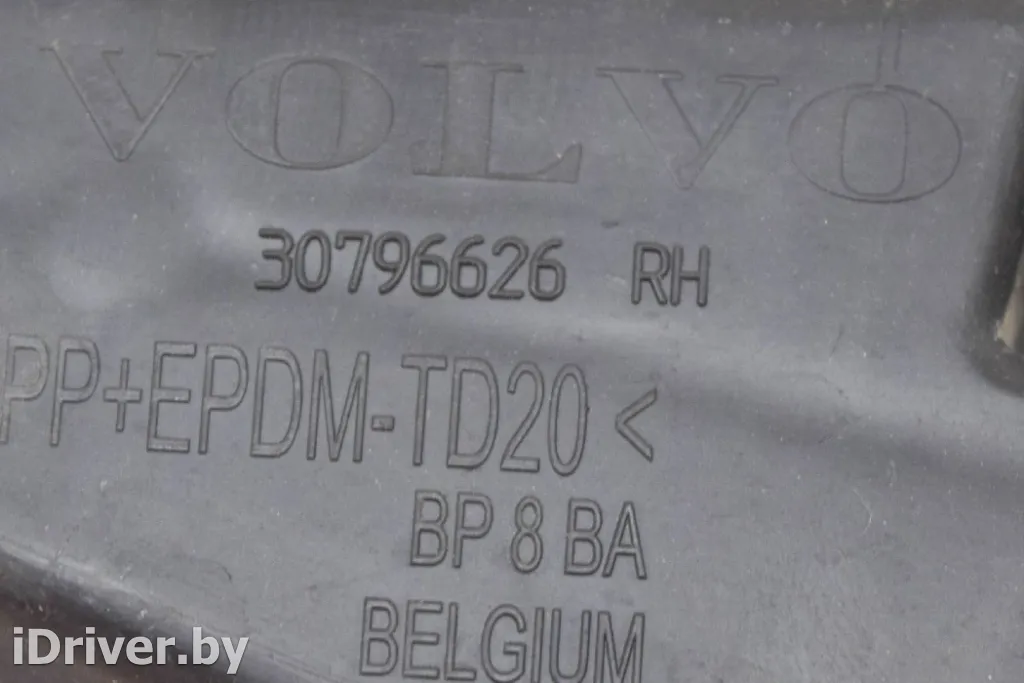 VOLVO
30796626 RH
PP+EPDM-TD20 <
BP 8 BA
BELGIUM
iDriver.by